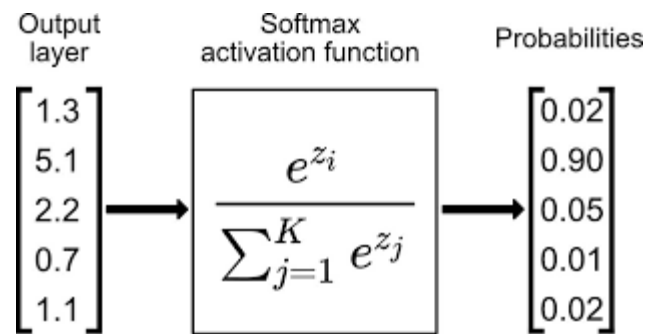 Output
layer
Softmax
activation function
Probabilities
1.3
5.1
2.2
0.7
1.1
e^{z_i}
∑_{j=1}^{K} e^{z_j}
0.02
0.90
0.05
0.01
0.02